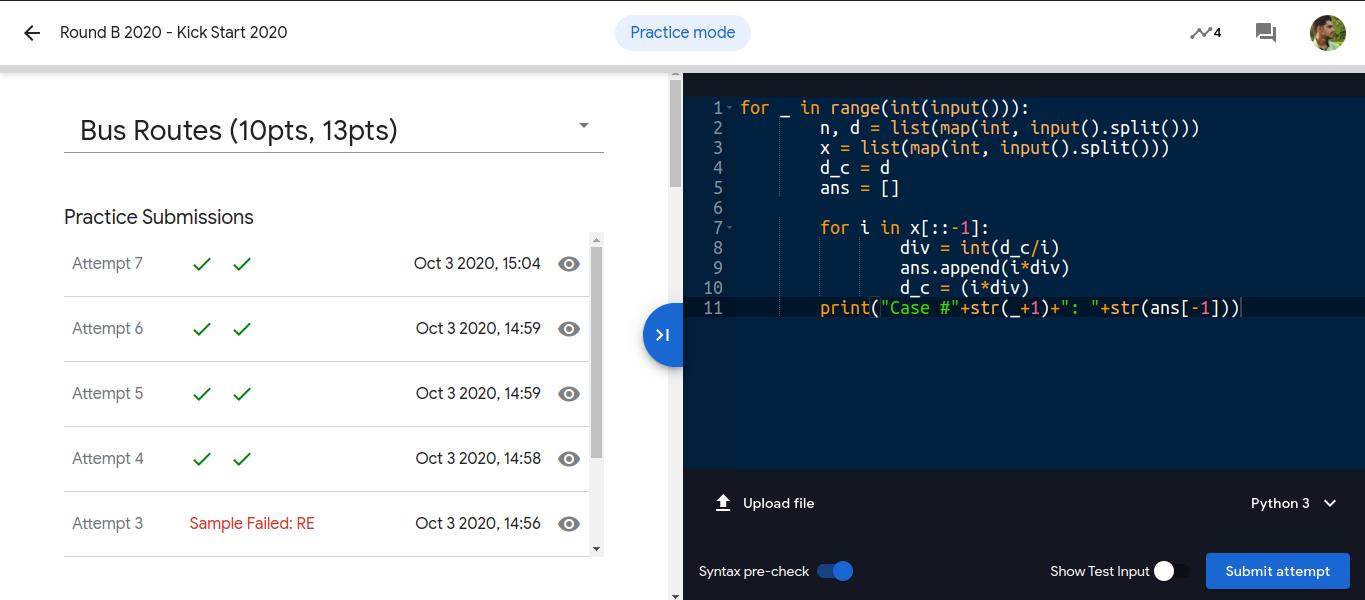 Round B 2020 - Kick Start 2020
Practice mode
4
Bus Routes (10pts, 13pts)
Practice Submissions
Attempt 7 Oct 3 2020, 15:04
Attempt 6 Oct 3 2020, 14:59
Attempt 5 Oct 3 2020, 14:59
Attempt 4 Oct 3 2020, 14:58
Attempt 3 Sample Failed: RE Oct 3 2020, 14:56
1 for _ in range(int(input())):
2 n, d = list(map(int, input().split()))
3 x = list(map(int, input().split()))
4 d_c = d
5 ans = []
6
7 for i in x[::-1]:
8 div = int(d_c/i)
9 ans.append(i*div)
10 d_c = (i*div)
11 print("Case #"+str(_+1)+": "+str(ans[-1]))
Upload file
Python 3
Syntax pre-check
Show Test Input
Submit attempt